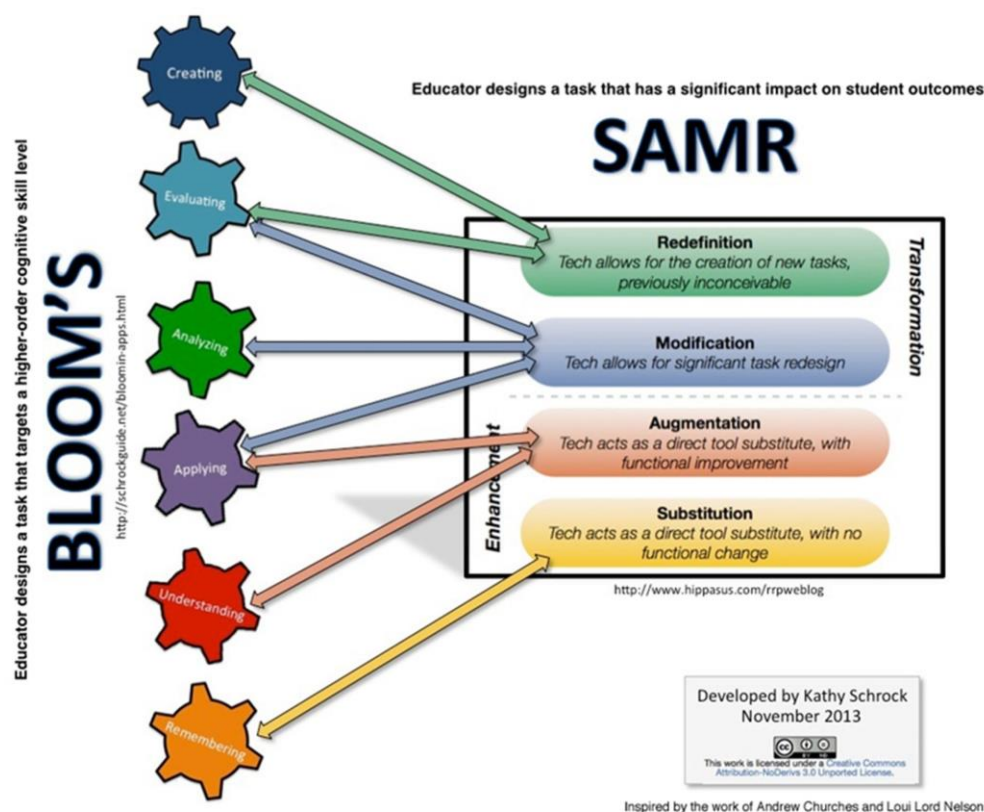 Educator designs a task that targets a higher-order cognitive skill level
BLOOM'S
http://schrockguide.net/bloomin-apps.html
Creating
Evaluating
Analyzing
Applying
Understanding
Remembering
Educator designs a task that has a significant impact on student outcomes
SAMR
Transformation
Redefinition
Tech allows for the creation of new tasks,
previously inconceivable
Modification
Tech allows for significant task redesign
Enhancement
Augmentation
Tech acts as a direct tool substitute, with
functional improvement
Substitution
Tech acts as a direct tool substitute, with no
functional change
http://www.hippasus.com/rrpweblog
Developed by Kathy Schrock
November 2013
cc
This work is licensed under a Creative Commons
Attribution-NoDerivs 3.0 Unported License.
Inspired by the work of Andrew Churches and Loui Lord Nelson